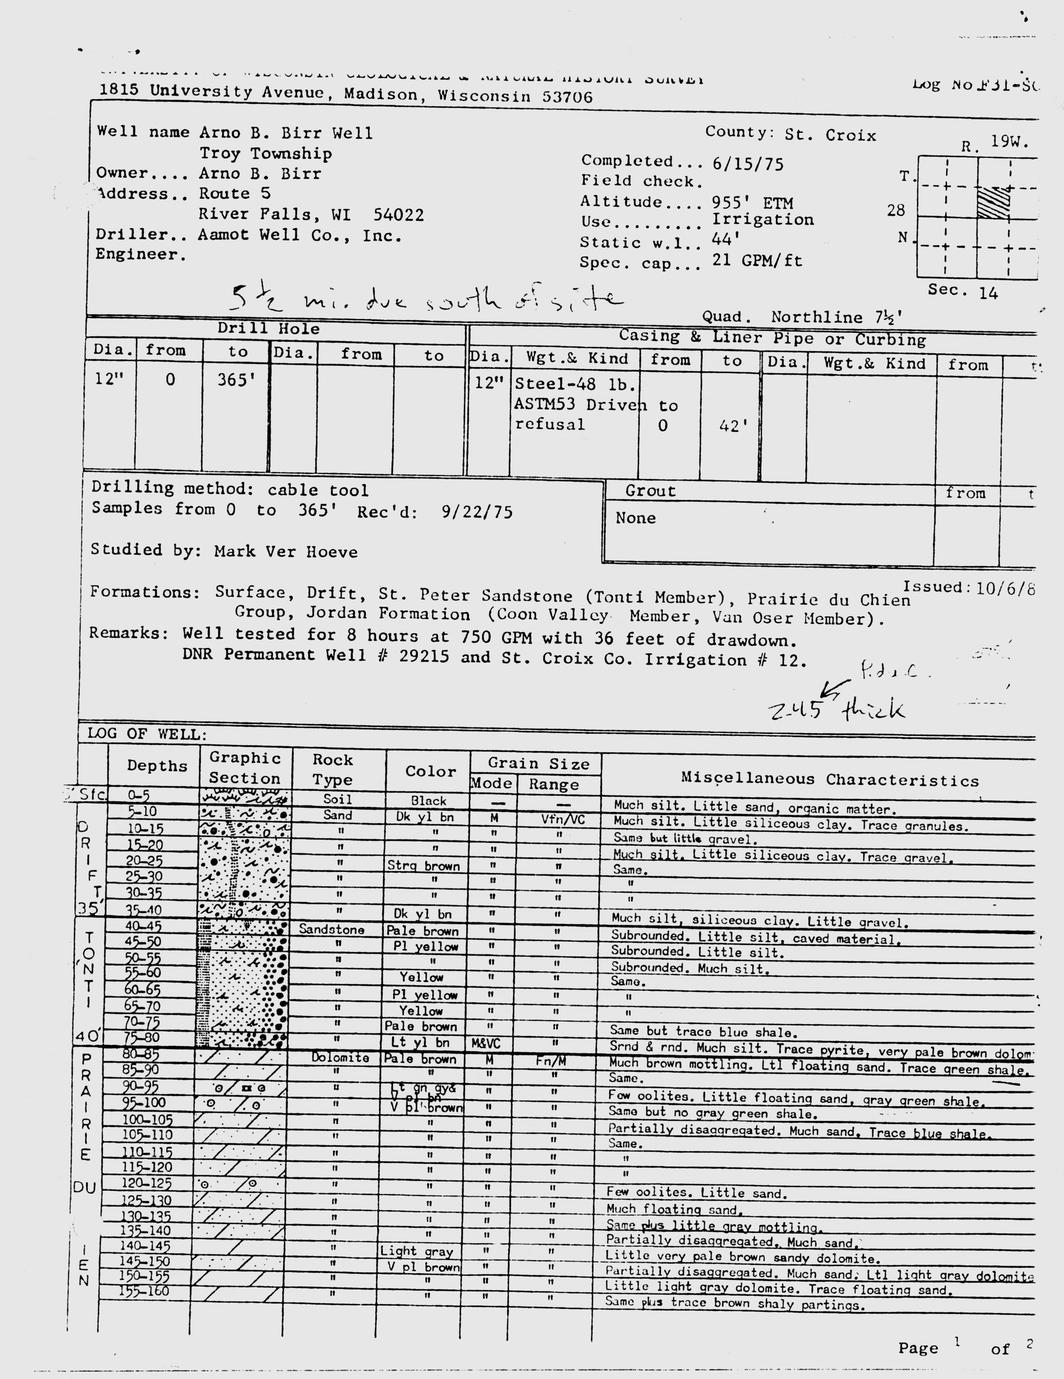 UNIVERSITY OF WISCONSIN GEOLOGICAL & NATURAL HISTORY SURVEY
1815 University Avenue, Madison, Wisconsin 53706
Log No F31-SC
Well name Arno B. Birr Well
Troy Township
Owner.... Arno B. Birr
Address.. Route 5
River Falls, WI 54022
Driller.. Aamot Well Co., Inc.
Engineer.
County: St. Croix
Completed... 6/15/75
Field check.
Altitude.... 955' ETM
Use......... Irrigation
Static w.l.. 44'
Spec. cap... 21 GPM/ft
R. 19W.
T.
28
N.
Sec. 14
5 ½ mi. due south of site
Quad. Northline 7½'
Drill Hole
Casing & Liner Pipe or Curbing
Dia. from to Dia. from to Dia. Wgt.& Kind from to Dia. Wgt.& Kind from
12" 0 365' 12" Steel-48 lb.
ASTM53 Driven to
refusal 0 42'
Drilling method: cable tool
Samples from 0 to 365' Rec'd: 9/22/75
Grout from
None
Studied by: Mark Ver Hoeve
Issued: 10/6/8
Formations: Surface, Drift, St. Peter Sandstone (Tonti Member), Prairie du Chien
Group, Jordan Formation (Coon Valley Member, Van Oser Member).
Remarks: Well tested for 8 hours at 750 GPM with 36 feet of drawdown.
DNR Permanent Well # 29215 and St. Croix Co. Irrigation # 12.
P.d.C.
245 thick
LOG OF WELL:
Depths Graphic Section Rock Type Color Grain Size Mode Range Miscellaneous Characteristics
Sfc 0-5 Soil Black — — Much silt. Little sand, organic matter.
DRIFT 35'
5-10 Sand Dk yl bn M Vfn/VC Much silt. Little siliceous clay. Trace granules.
10-15 " " " " Same but little gravel.
15-20 " " " " Much silt. Little siliceous clay. Trace gravel.
20-25 " Strg brown " " Same.
25-30 " " " " "
30-35 " " " " "
35-40 " Dk yl bn " " Much silt, siliceous clay. Little gravel.
TONTI 40'
40-45 Sandstone Pale brown " " Subrounded. Little silt, caved material.
45-50 " Pl yellow " " Subrounded. Little silt.
50-55 " " " " Subrounded. Much silt.
55-60 " Yellow " " Same.
60-65 " Pl yellow " " "
65-70 " Yellow " " "
70-75 " Pale brown " " Same but trace blue shale.
75-80 " Lt yl bn M&VC " Srnd & rnd. Much silt. Trace pyrite, very pale brown dolom
PRAIRIE DU
80-85 Dolomite Pale brown M Fn/M Much brown mottling. Ltl floating sand. Trace green shale.
85-90 " " " " Same.
90-95 " Lt gn gy& V pl bn " " Few oolites. Little floating sand, gray green shale.
95-100 " V pl brown " " Same but no gray green shale.
100-105 " " " " Partially disaggregated. Much sand. Trace blue shale.
105-110 " " " " Same.
110-115 " " " " "
115-120 " " " " "
120-125 " " " " Few oolites. Little sand.
125-130 " " " " Much floating sand.
130-135 " " " " Same plus little gray mottling.
135-140 " " " " Partially disaggregated. Much sand.
IEN
140-145 " Light gray " " Little very pale brown sandy dolomite.
145-150 " V pl brown " " Partially disaggregated. Much sand. Ltl light gray dolomite
150-155 " " " " Little light gray dolomite. Trace floating sand.
155-160 " " " " Same plus trace brown shaly partings.
Page 1 of 2